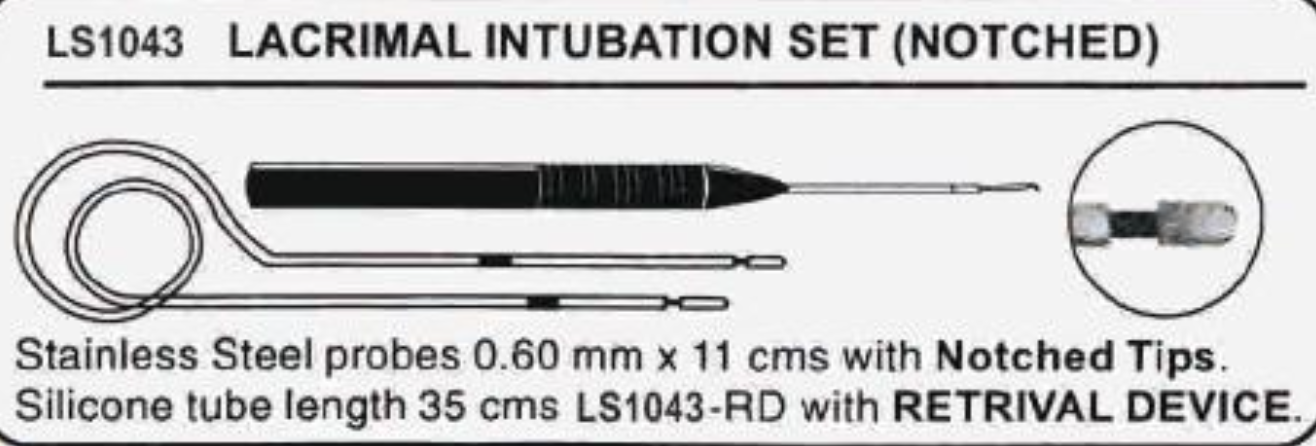 LS1043 LACRIMAL INTUBATION SET (NOTCHED)
Stainless Steel probes 0.60 mm x 11 cms with Notched Tips.
Silicone tube length 35 cms LS1043-RD with RETRIVAL DEVICE.